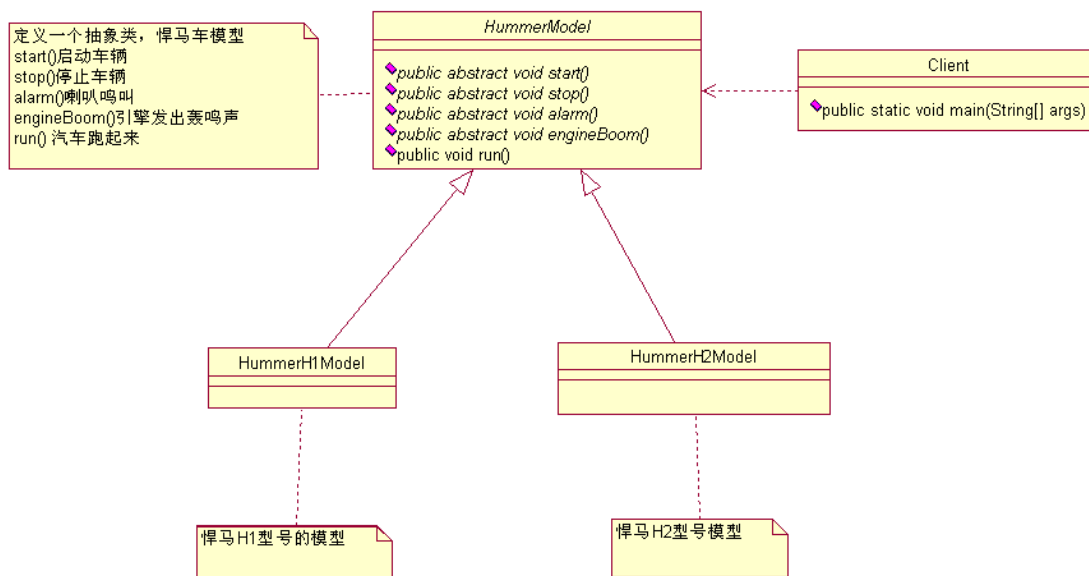 定义一个抽象类，悍马车模型
start()启动车辆
stop()停止车辆
alarm()喇叭鸣叫
engineBoom()引擎发出轰鸣声
run() 汽车跑起来
HummerModel
public abstract void start()
public abstract void stop()
public abstract void alarm()
public abstract void engineBoom()
public void run()
Client
public static void main(String[] args)
HummerH1Model
HummerH2Model
悍马H1型号的模型
悍马H2型号模型